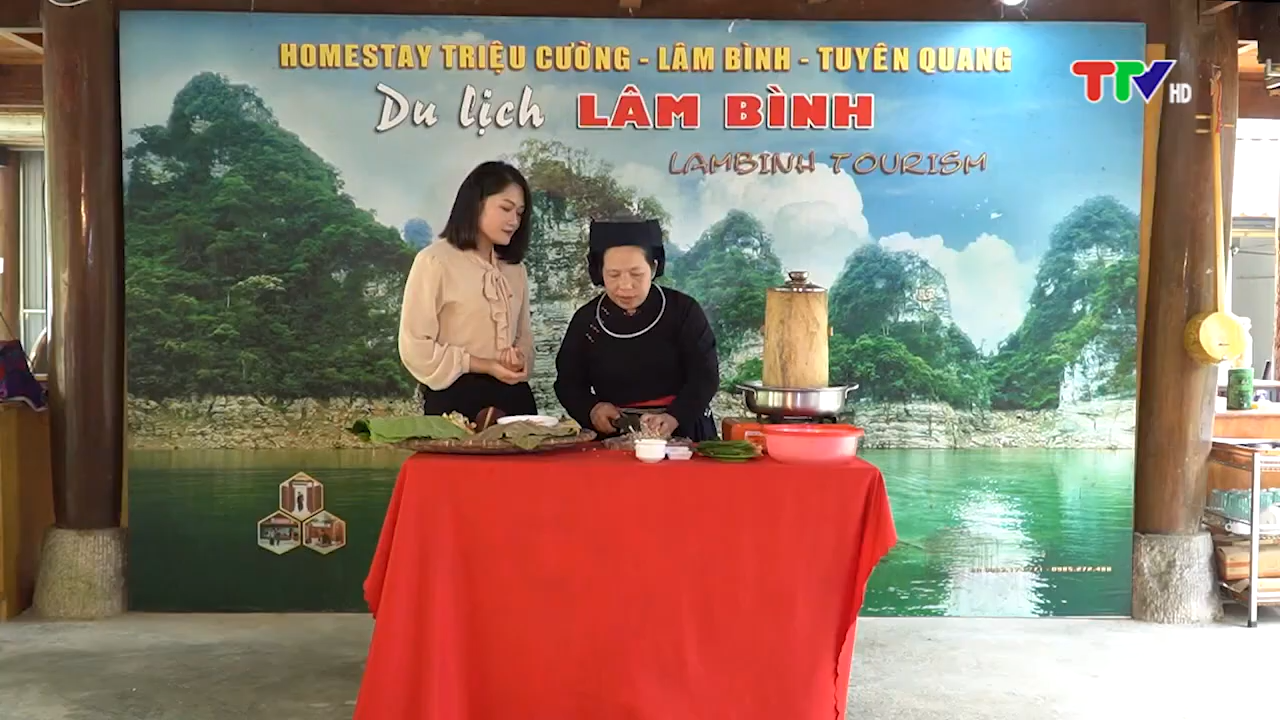 HOMESTAY TRIỆU CƯỜNG - LÂM BÌNH - TUYÊN QUANG
TTV HD
Du lịch LÂM BÌNH
LAMBINH TOURISM